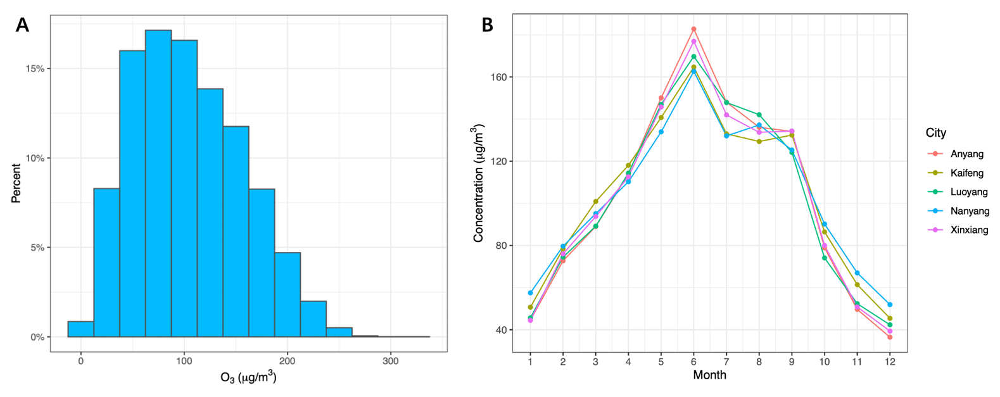 A
Percent
15%
10%
5%
0%
0 100 200 300
O₃ (μg/m³)
B
Concentration (μg/m³)
160
120
80
40
1 2 3 4 5 6 7 8 9 10 11 12
Month
City
Anyang
Kaifeng
Luoyang
Nanyang
Xinxiang